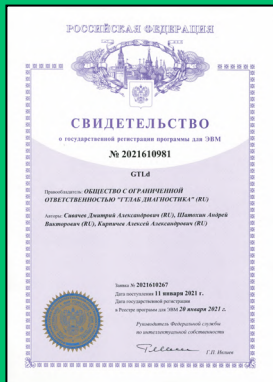 РОССИЙСКАЯ ФЕДЕРАЦИЯ
СВИДЕТЕЛЬСТВО
о государственной регистрации программы для ЭВМ
№ 2021610981
GTLd
Правообладатель: ОБЩЕСТВО С ОГРАНИЧЕННОЙ
ОТВЕТСТВЕННОСТЬЮ "ГТЛАБ ДИАГНОСТИКА" (RU)
Авторы: Сивачев Дмитрий Александрович (RU), Шатохин Андрей
Викторович (RU), Кирпичев Алексей Александрович (RU)
Заявка № 2021610267
Дата поступления 11 января 2021 г.
Дата государственной регистрации
в Реестре программ для ЭВМ 20 января 2021 г.
Руководитель Федеральной службы
по интеллектуальной собственности
Г.П. Ивлиев